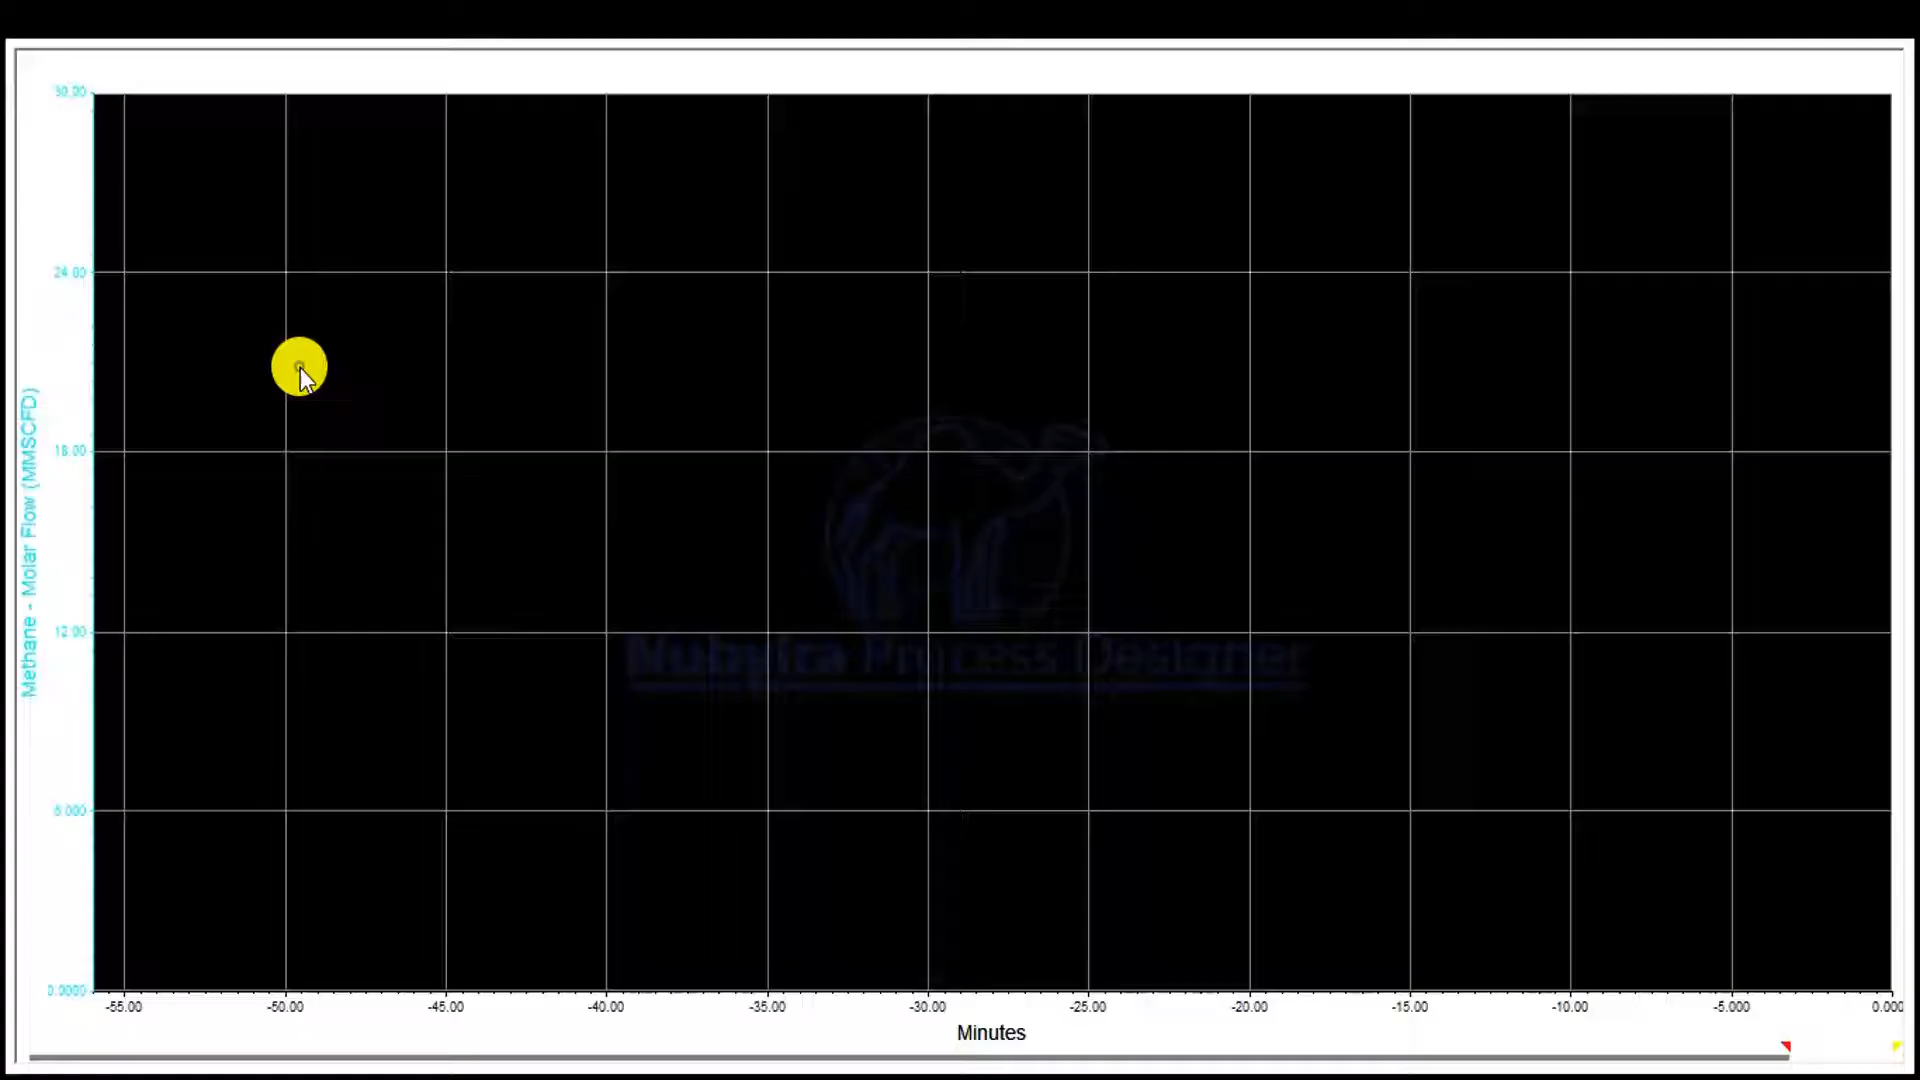 30.00
24.00
18.00
12.00
6.000
0.0000
Methane - Molar Flow (MMSCFD)
Process Designer
-55.00 -50.00 -45.00 -40.00 -35.00 -30.00 -25.00 -20.00 -15.00 -10.00 -5.000 0.000
Minutes